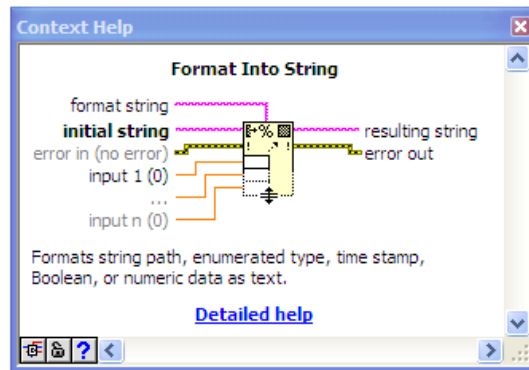 Context Help
Format Into String
format string
initial string
resulting string
error in (no error)
error out
input 1 (0)
...
input n (0)
Formats string path, enumerated type, time stamp,
Boolean, or numeric data as text.
Detailed help
?